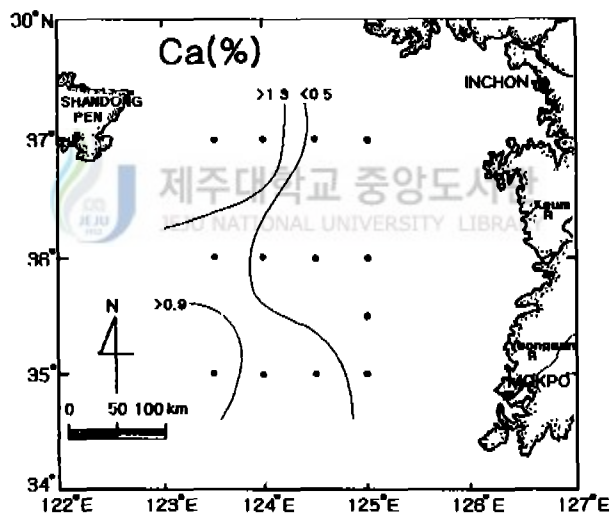 30°N
Ca(%)
INCHON
SHANDONG
PEN
>1.3 <0.5
37°
제주대학교 중앙도서관
JEJU NATIONAL UNIVERSITY LIBRARY
JEJU
Keum
R
36°
>0.9
N
Yeongsan
R
35°
MOKPO
0 50 100 km
34°
122°E 123°E 124°E 125°E 126°E 127°E